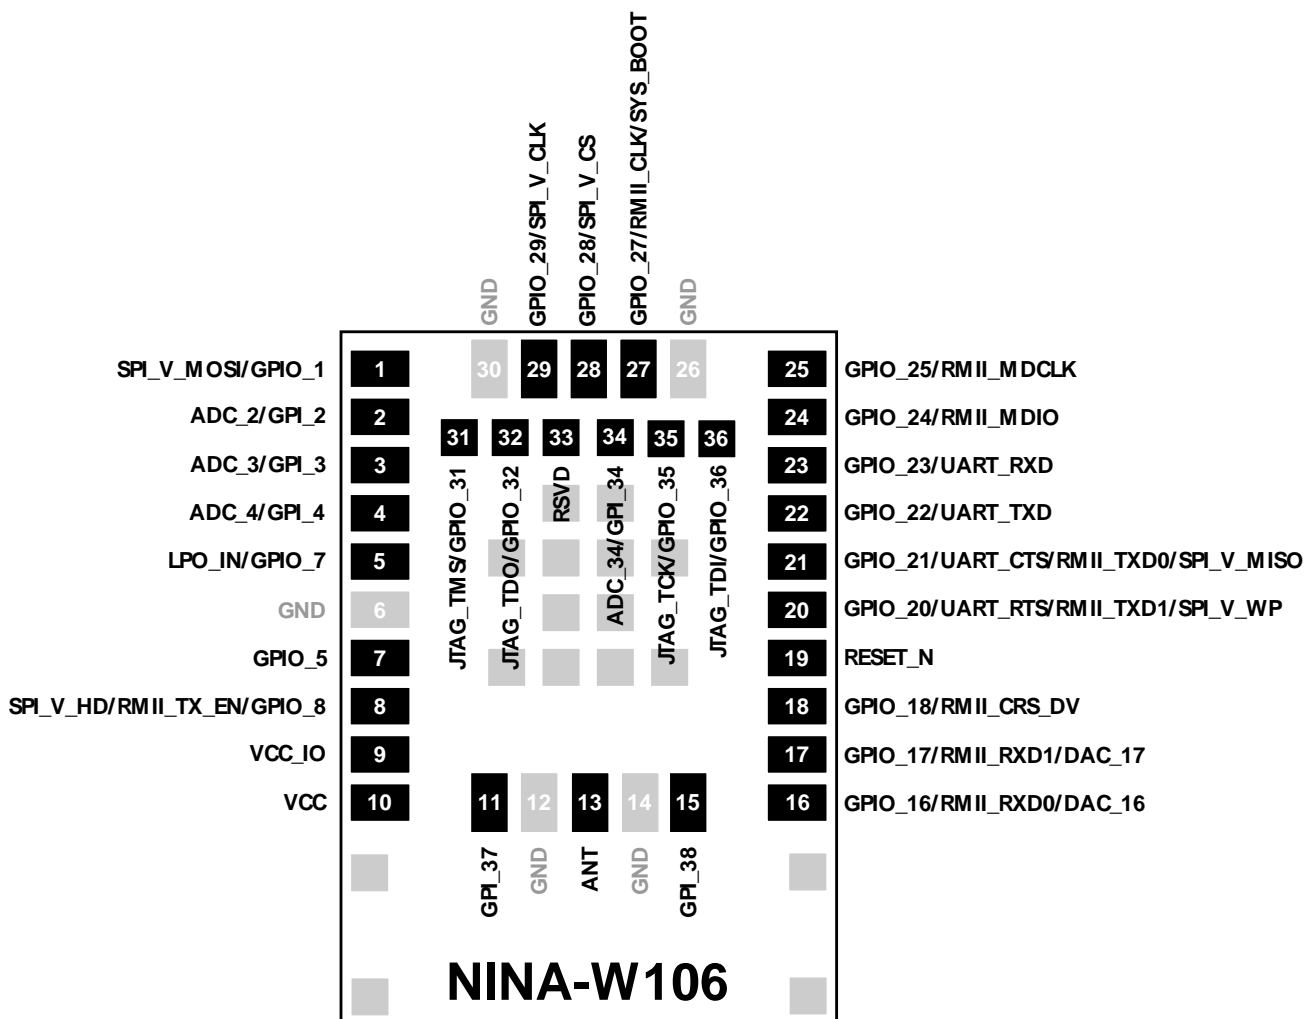 GND
GPIO_29/SPI_V_CLK
GPIO_28/SPI_V_CS
GPIO_27/RMII_CLK/SYS_BOOT
GND
30
29
28
27
26
SPI_V_MOSI/GPIO_1
1
ADC_2/GPI_2
2
ADC_3/GPI_3
3
ADC_4/GPI_4
4
LPO_IN/GPIO_7
5
GND
6
GPIO_5
7
SPI_V_HD/RMII_TX_EN/GPIO_8
8
VCC_IO
9
VCC
10
31
32
33
34
35
36
JTAG_TMS/GPIO_31
JTAG_TDO/GPIO_32
RSVD
ADC_34/GPI_34
JTAG_TCK/GPIO_35
JTAG_TDI/GPIO_36
25
GPIO_25/RMII_MDCLK
24
GPIO_24/RMII_MDIO
23
GPIO_23/UART_RXD
22
GPIO_22/UART_TXD
21
GPIO_21/UART_CTS/RMII_TXD0/SPI_V_MISO
20
GPIO_20/UART_RTS/RMII_TXD1/SPI_V_WP
19
RESET_N
18
GPIO_18/RMII_CRS_DV
17
GPIO_17/RMII_RXD1/DAC_17
16
GPIO_16/RMII_RXD0/DAC_16
11
12
13
14
15
GPI_37
GND
ANT
GND
GPI_38
NINA-W106